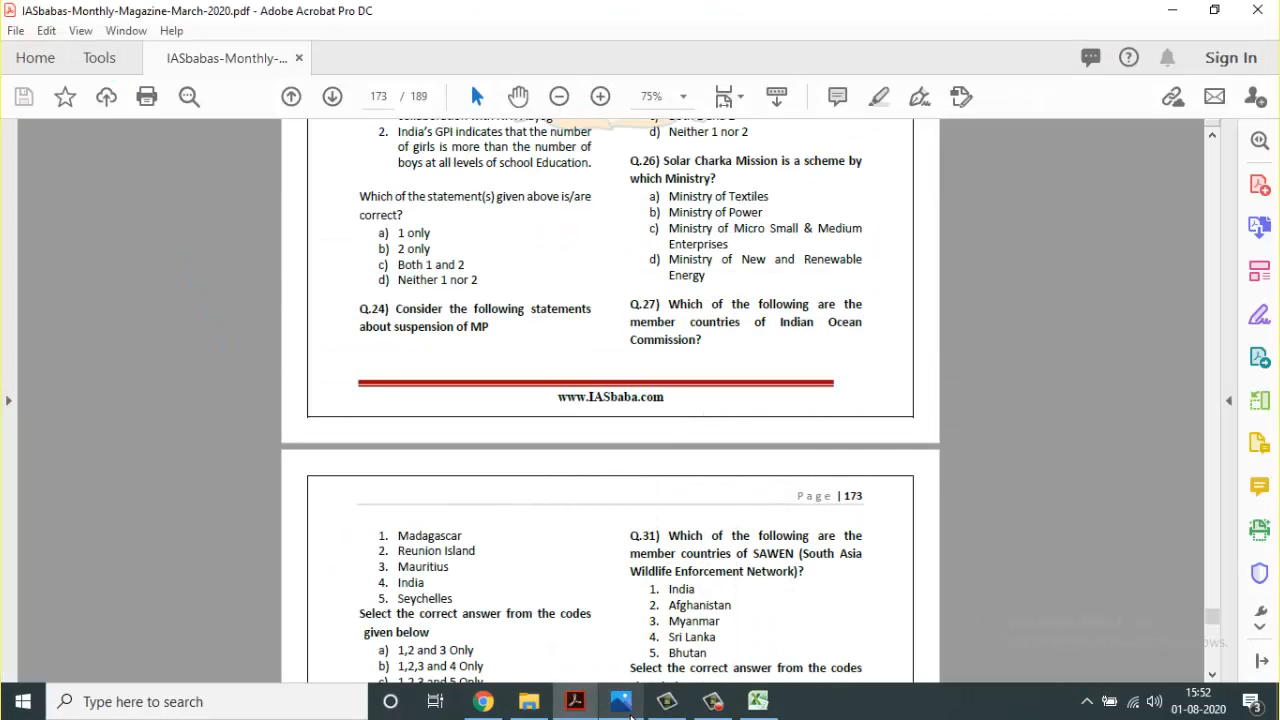 IASbabas-Monthly-Magazine-March-2020.pdf - Adobe Acrobat Pro DC
File Edit View Window Help
Home Tools IASbabas-Monthly-... × Sign In
173 / 189 75%
2. India's GPI indicates that the number
of girls is more than the number of
boys at all levels of school Education.
Which of the statement(s) given above is/are
correct?
a) 1 only
b) 2 only
c) Both 1 and 2
d) Neither 1 nor 2
Q.24) Consider the following statements
about suspension of MP
d) Neither 1 nor 2
Q.26) Solar Charka Mission is a scheme by
which Ministry?
a) Ministry of Textiles
b) Ministry of Power
c) Ministry of Micro Small & Medium
Enterprises
d) Ministry of New and Renewable
Energy
Q.27) Which of the following are the
member countries of Indian Ocean
Commission?
www.IASbaba.com
Page | 173
1. Madagascar
2. Reunion Island
3. Mauritius
4. India
5. Seychelles
Select the correct answer from the codes
given below
a) 1,2 and 3 Only
b) 1,2,3 and 4 Only
Q.31) Which of the following are the
member countries of SAWEN (South Asia
Wildlife Enforcement Network)?
1. India
2. Afghanistan
3. Myanmar
4. Sri Lanka
5. Bhutan
Select the correct answer from the codes
Type here to search
15:52
01-08-2020
3